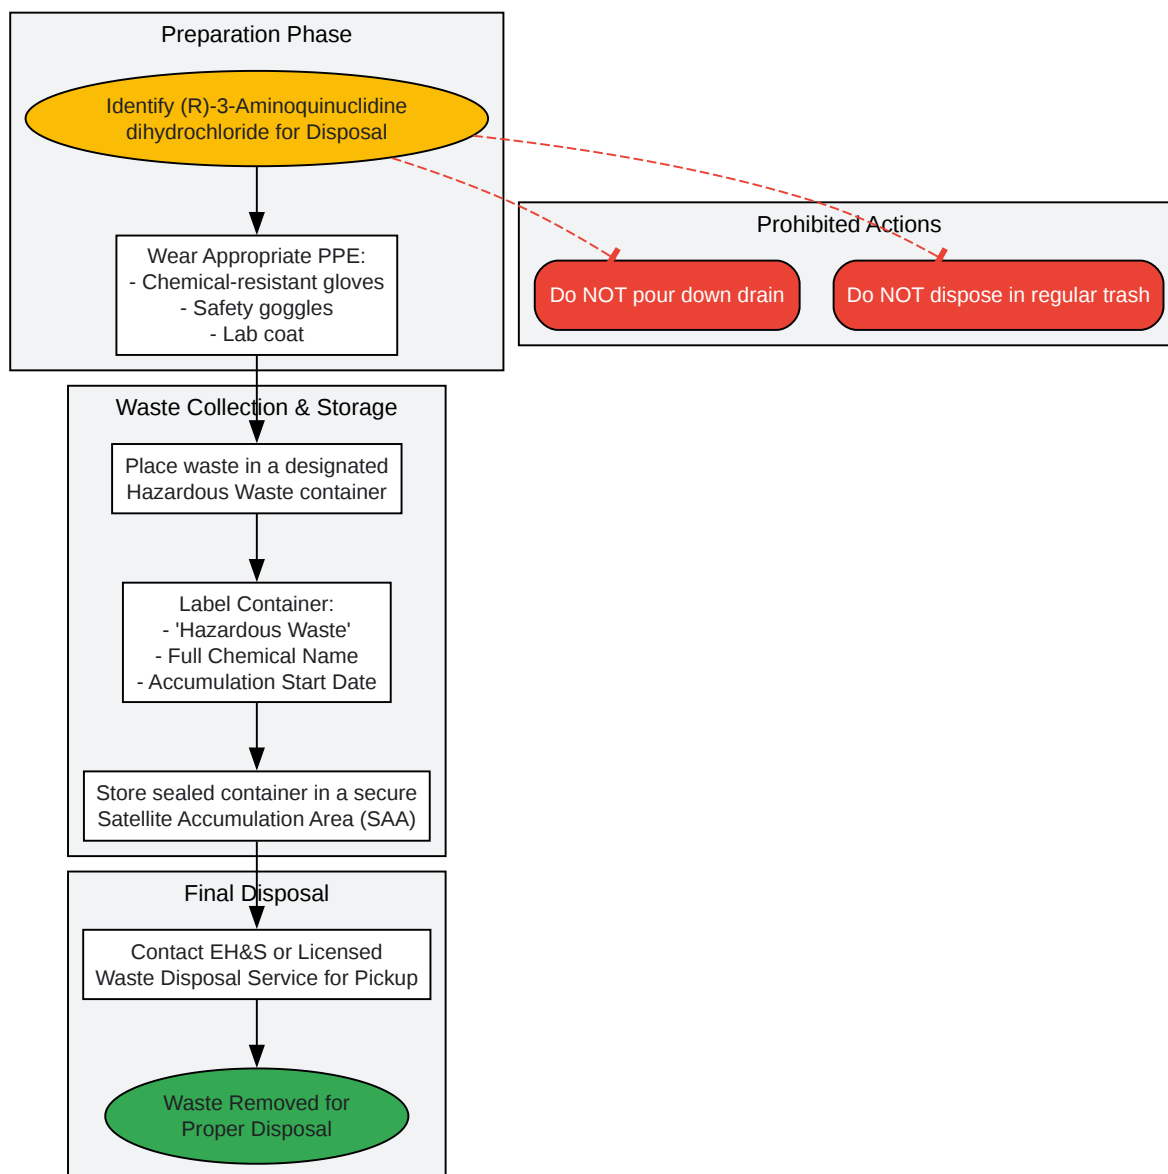 Preparation Phase
Identify (R)-3-Aminoquinuclidine
dihydrochloride for Disposal
Wear Appropriate PPE:
- Chemical-resistant gloves
- Safety goggles
- Lab coat
Prohibited Actions
Do NOT pour down drain
Do NOT dispose in regular trash
Waste Collection & Storage
Place waste in a designated
Hazardous Waste container
Label Container:
- 'Hazardous Waste'
- Full Chemical Name
- Accumulation Start Date
Store sealed container in a secure
Satellite Accumulation Area (SAA)
Final Disposal
Contact EH&S or Licensed
Waste Disposal Service for Pickup
Waste Removed for
Proper Disposal